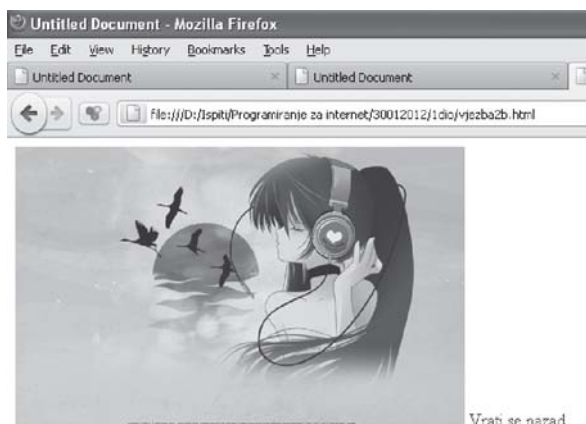 Untitled Document - Mozilla Firefox
File Edit View History Bookmarks Tools Help
Untitled Document × Untitled Document ×
file:///D:/Ispiti/Programiranje za internet/30012012/1dio/vjezba2b.html
Vrati se nazad